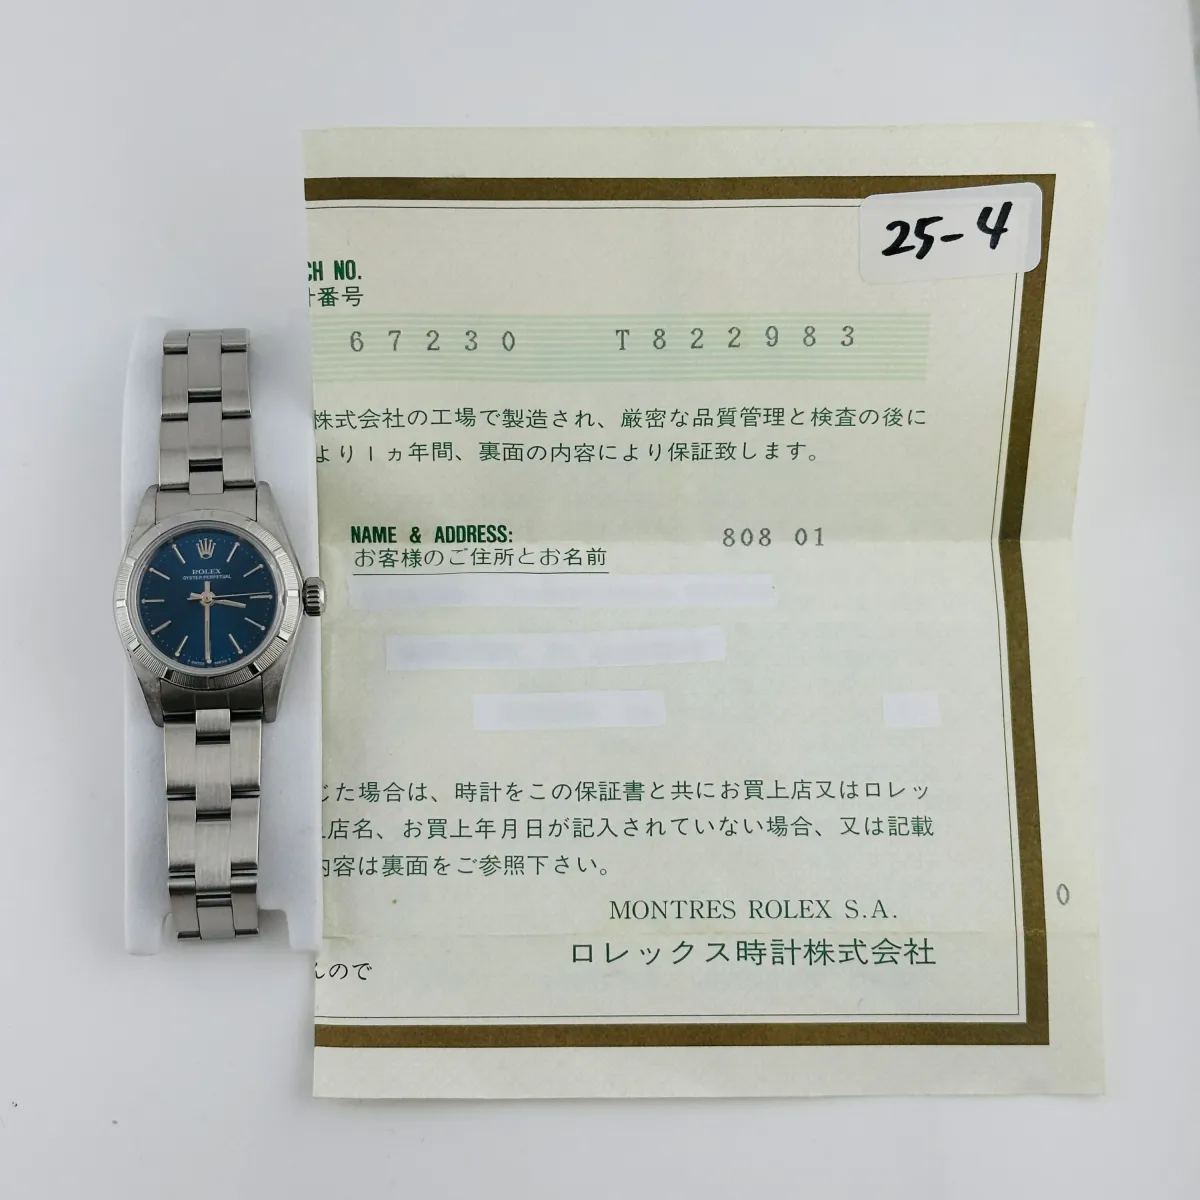 25-4
CH NO.
計番号
67230 T822983
株式会社の工場で製造され、厳密な品質管理と検査の後に
より1ヵ年間、裏面の内容により保証致します。
NAME & ADDRESS:
808 01
お客様のご住所とお名前
ROLEX
OYSTER PERPETUAL
じた場合は、時計をこの保証書と共にお買上店又はロレッ
店名、お買上年月日が記入されていない場合、又は記載
内容は裏面をご参照下さい。
0
MONTRES ROLEX S.A.
ロレックス時計株式会社
んので